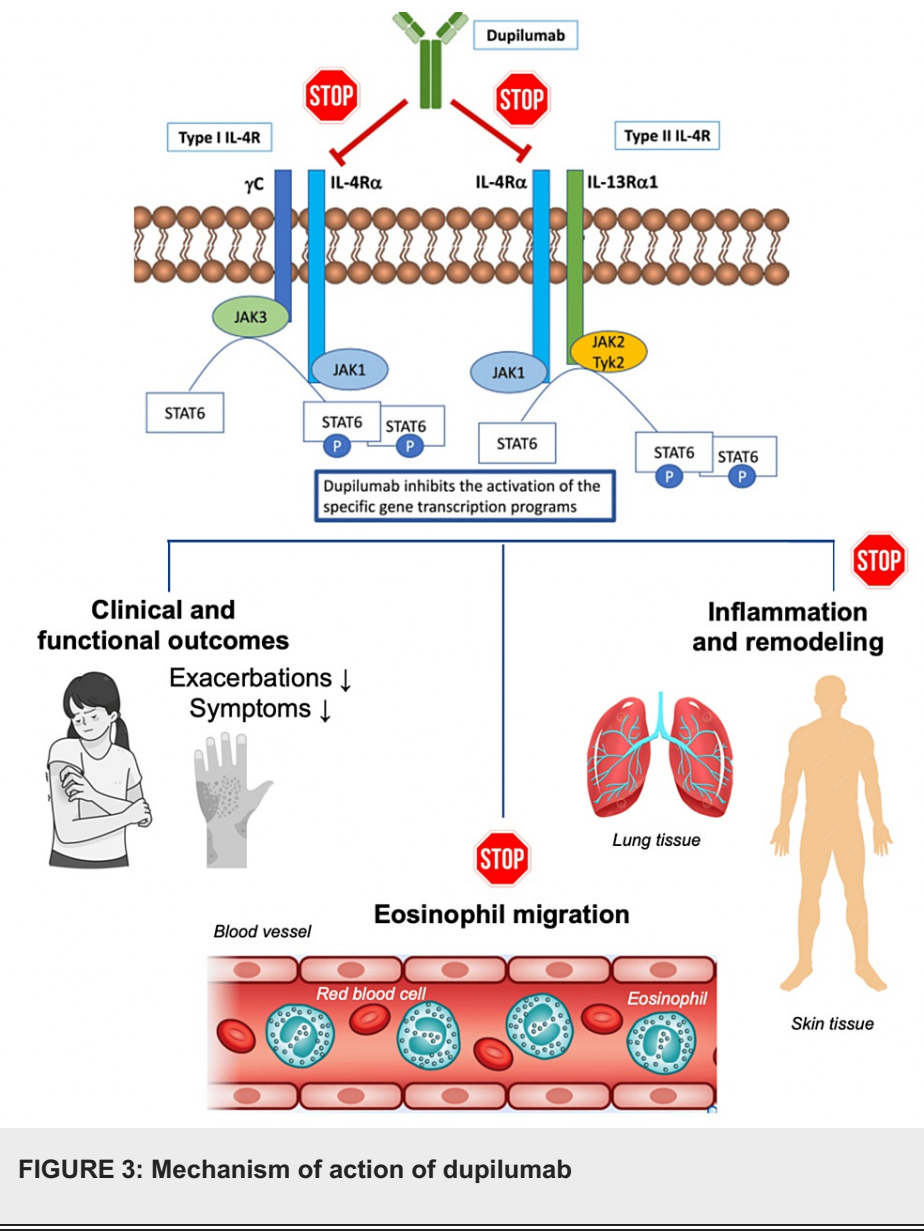 Dupilumab
STOP
STOP
Type I IL-4R
Type II IL-4R
γC
IL-4Rα
IL-4Rα
IL-13Rα1
JAK3
JAK1
JAK1
JAK2
Tyk2
STAT6
STAT6
P
STAT6
P
STAT6
STAT6
P
STAT6
P
Dupilumab inhibits the activation of the
specific gene transcription programs
STOP
Clinical and
functional outcomes
Exacerbations ↓
Symptoms ↓
Inflammation
and remodeling
Lung tissue
Skin tissue
STOP
Eosinophil migration
Blood vessel
Red blood cell
Eosinophil
FIGURE 3: Mechanism of action of dupilumab